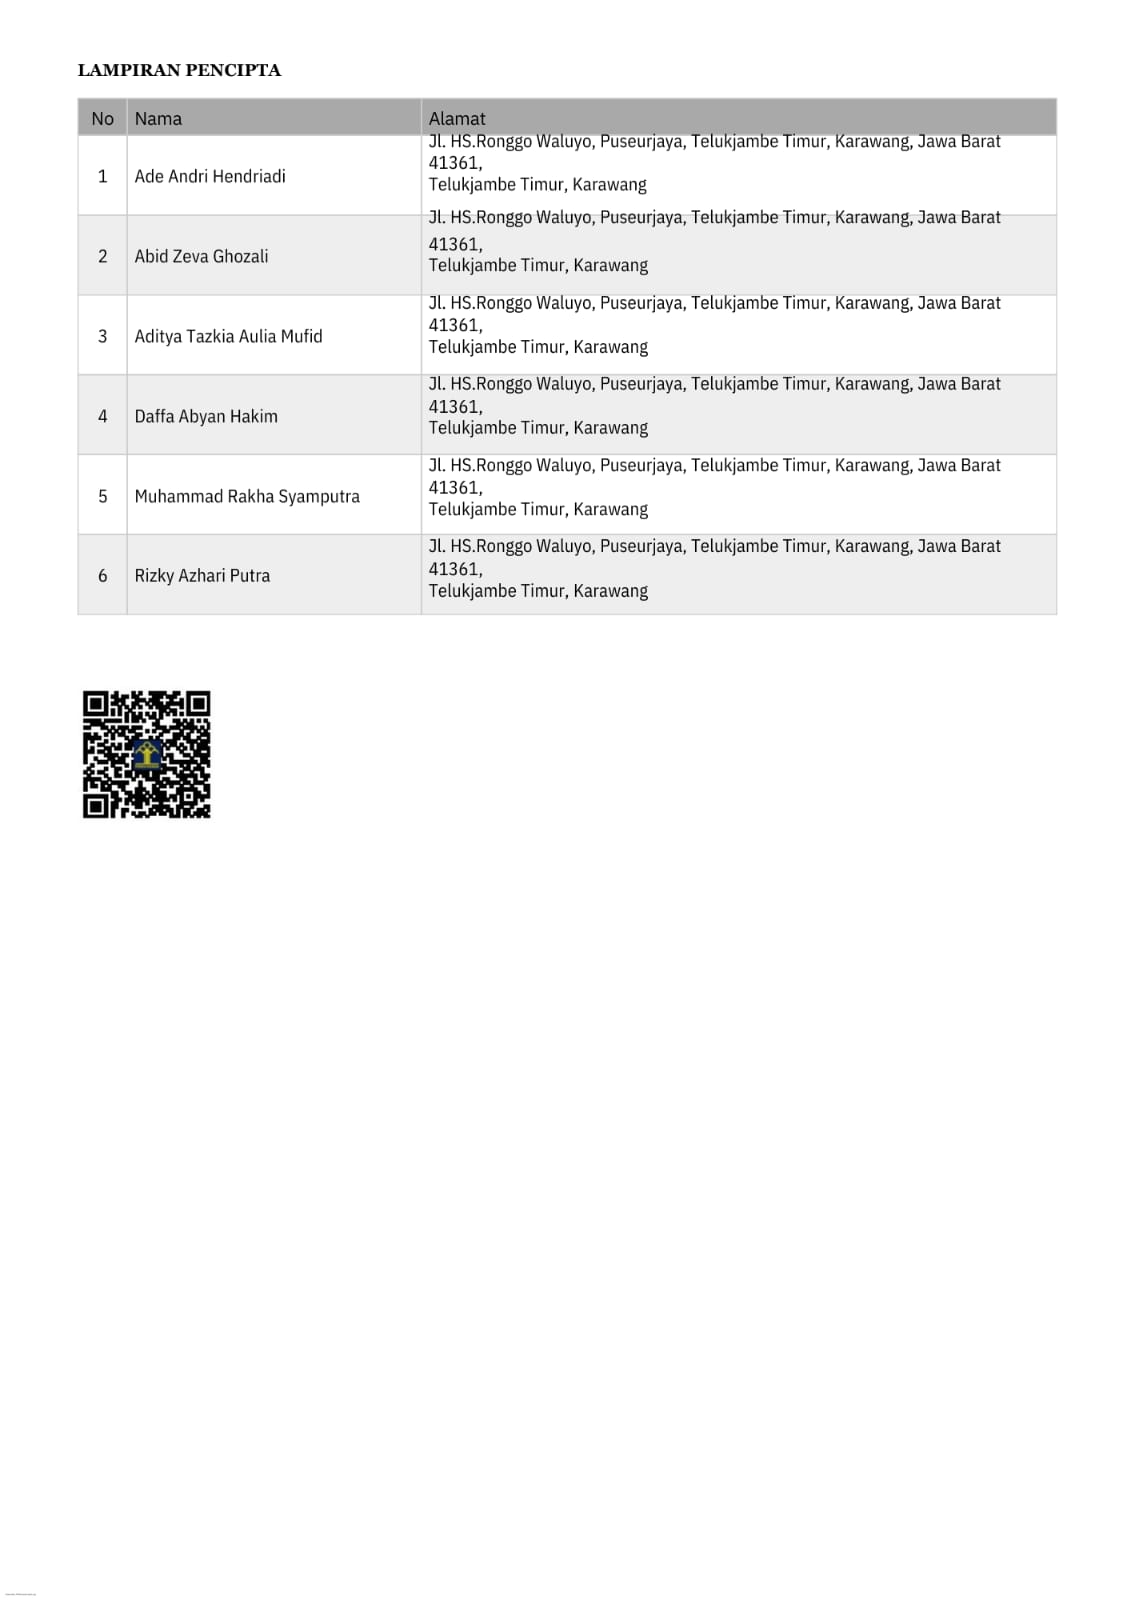 LAMPIRAN PENCIPTA
No Nama Alamat
1 Ade Andri Hendriadi Jl. HS.Ronggo Waluyo, Puseurjaya, Telukjambe Timur, Karawang, Jawa Barat
41361,
Telukjambe Timur, Karawang
2 Abid Zeva Ghozali Jl. HS.Ronggo Waluyo, Puseurjaya, Telukjambe Timur, Karawang, Jawa Barat
41361,
Telukjambe Timur, Karawang
3 Aditya Tazkia Aulia Mufid Jl. HS.Ronggo Waluyo, Puseurjaya, Telukjambe Timur, Karawang, Jawa Barat
41361,
Telukjambe Timur, Karawang
4 Daffa Abyan Hakim Jl. HS.Ronggo Waluyo, Puseurjaya, Telukjambe Timur, Karawang, Jawa Barat
41361,
Telukjambe Timur, Karawang
5 Muhammad Rakha Syamputra Jl. HS.Ronggo Waluyo, Puseurjaya, Telukjambe Timur, Karawang, Jawa Barat
41361,
Telukjambe Timur, Karawang
6 Rizky Azhari Putra Jl. HS.Ronggo Waluyo, Puseurjaya, Telukjambe Timur, Karawang, Jawa Barat
41361,
Telukjambe Timur, Karawang